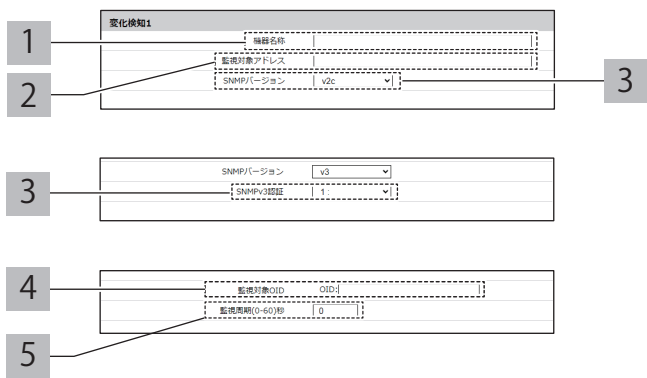 変化検知1
1
機器名称
監視対象アドレス
2
SNMPバージョン v2c
3
SNMPバージョン v3
3
SNMPv3認証 1 :
4
監視対象OID OID:
監視周期(0-60)秒 0
5